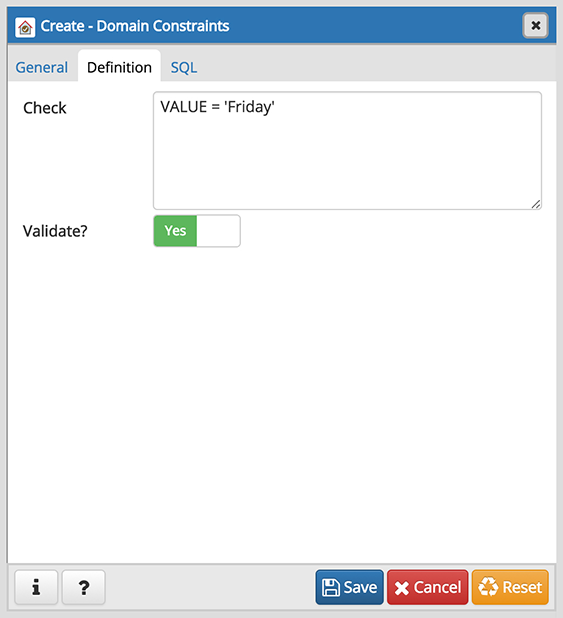 Create - Domain Constraints
General Definition SQL
Check VALUE = 'Friday'
Validate? Yes
i ? Save Cancel Reset